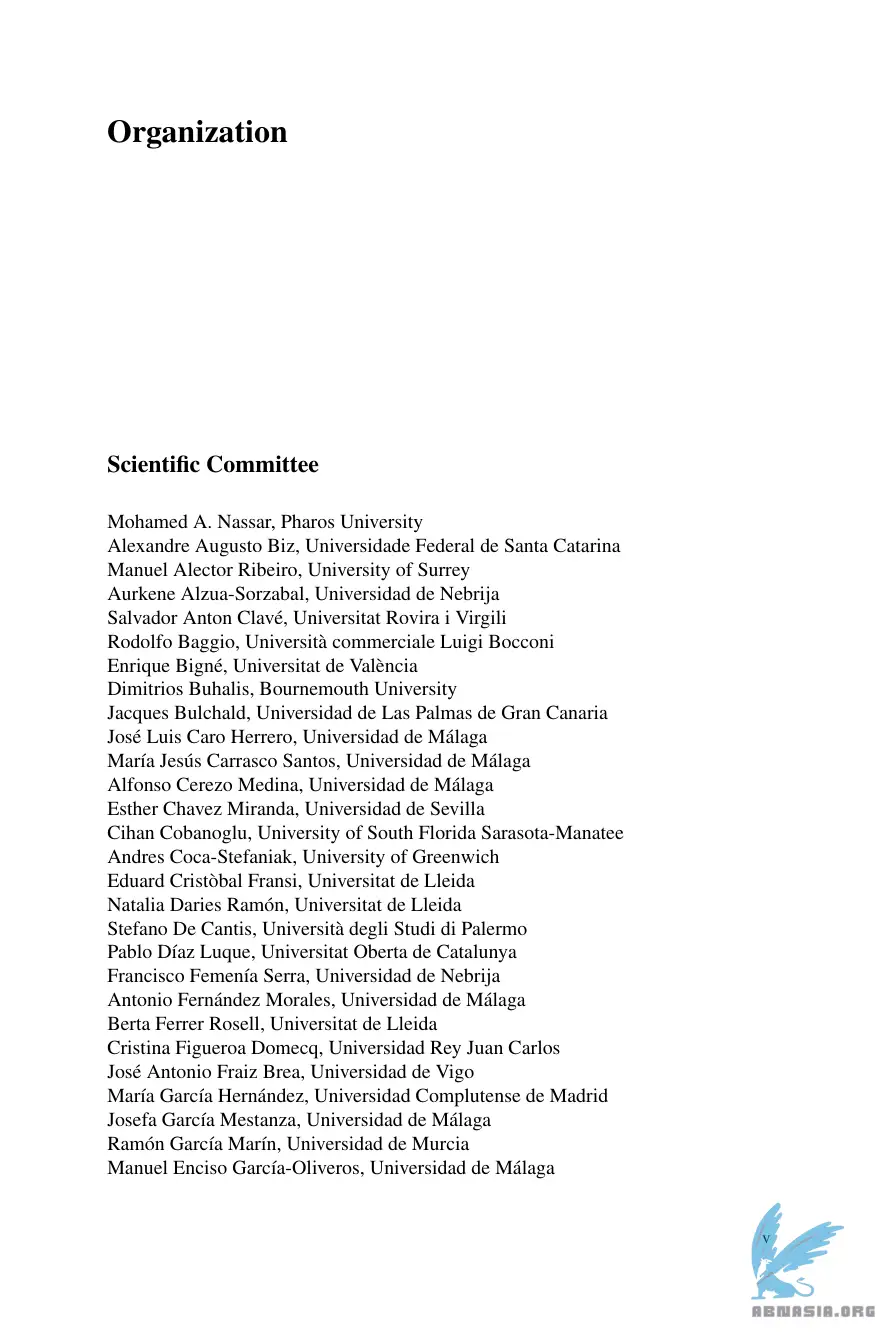 Organization
Scientific Committee
Mohamed A. Nassar, Pharos University
Alexandre Augusto Biz, Universidade Federal de Santa Catarina
Manuel Alector Ribeiro, University of Surrey
Aurkene Alzua-Sorzabal, Universidad de Nebrija
Salvador Anton Clavé, Universitat Rovira i Virgili
Rodolfo Baggio, Università commerciale Luigi Bocconi
Enrique Bigné, Universitat de València
Dimitrios Buhalis, Bournemouth University
Jacques Bulchald, Universidad de Las Palmas de Gran Canaria
José Luis Caro Herrero, Universidad de Málaga
María Jesús Carrasco Santos, Universidad de Málaga
Alfonso Cerezo Medina, Universidad de Málaga
Esther Chavez Miranda, Universidad de Sevilla
Cihan Cobanoglu, University of South Florida Sarasota-Manatee
Andres Coca-Stefaniak, University of Greenwich
Eduard Cristòbal Fransi, Universitat de Lleida
Natalia Daries Ramón, Universitat de Lleida
Stefano De Cantis, Università degli Studi di Palermo
Pablo Díaz Luque, Universitat Oberta de Catalunya
Francisco Femenía Serra, Universidad de Nebrija
Antonio Fernández Morales, Universidad de Málaga
Berta Ferrer Rosell, Universitat de Lleida
Cristina Figueroa Domecq, Universidad Rey Juan Carlos
José Antonio Fraiz Brea, Universidad de Vigo
María García Hernández, Universidad Complutense de Madrid
Josefa García Mestanza, Universidad de Málaga
Ramón García Marín, Universidad de Murcia
Manuel Enciso García-Oliveros, Universidad de Málaga
v
ABNASIA.ORG